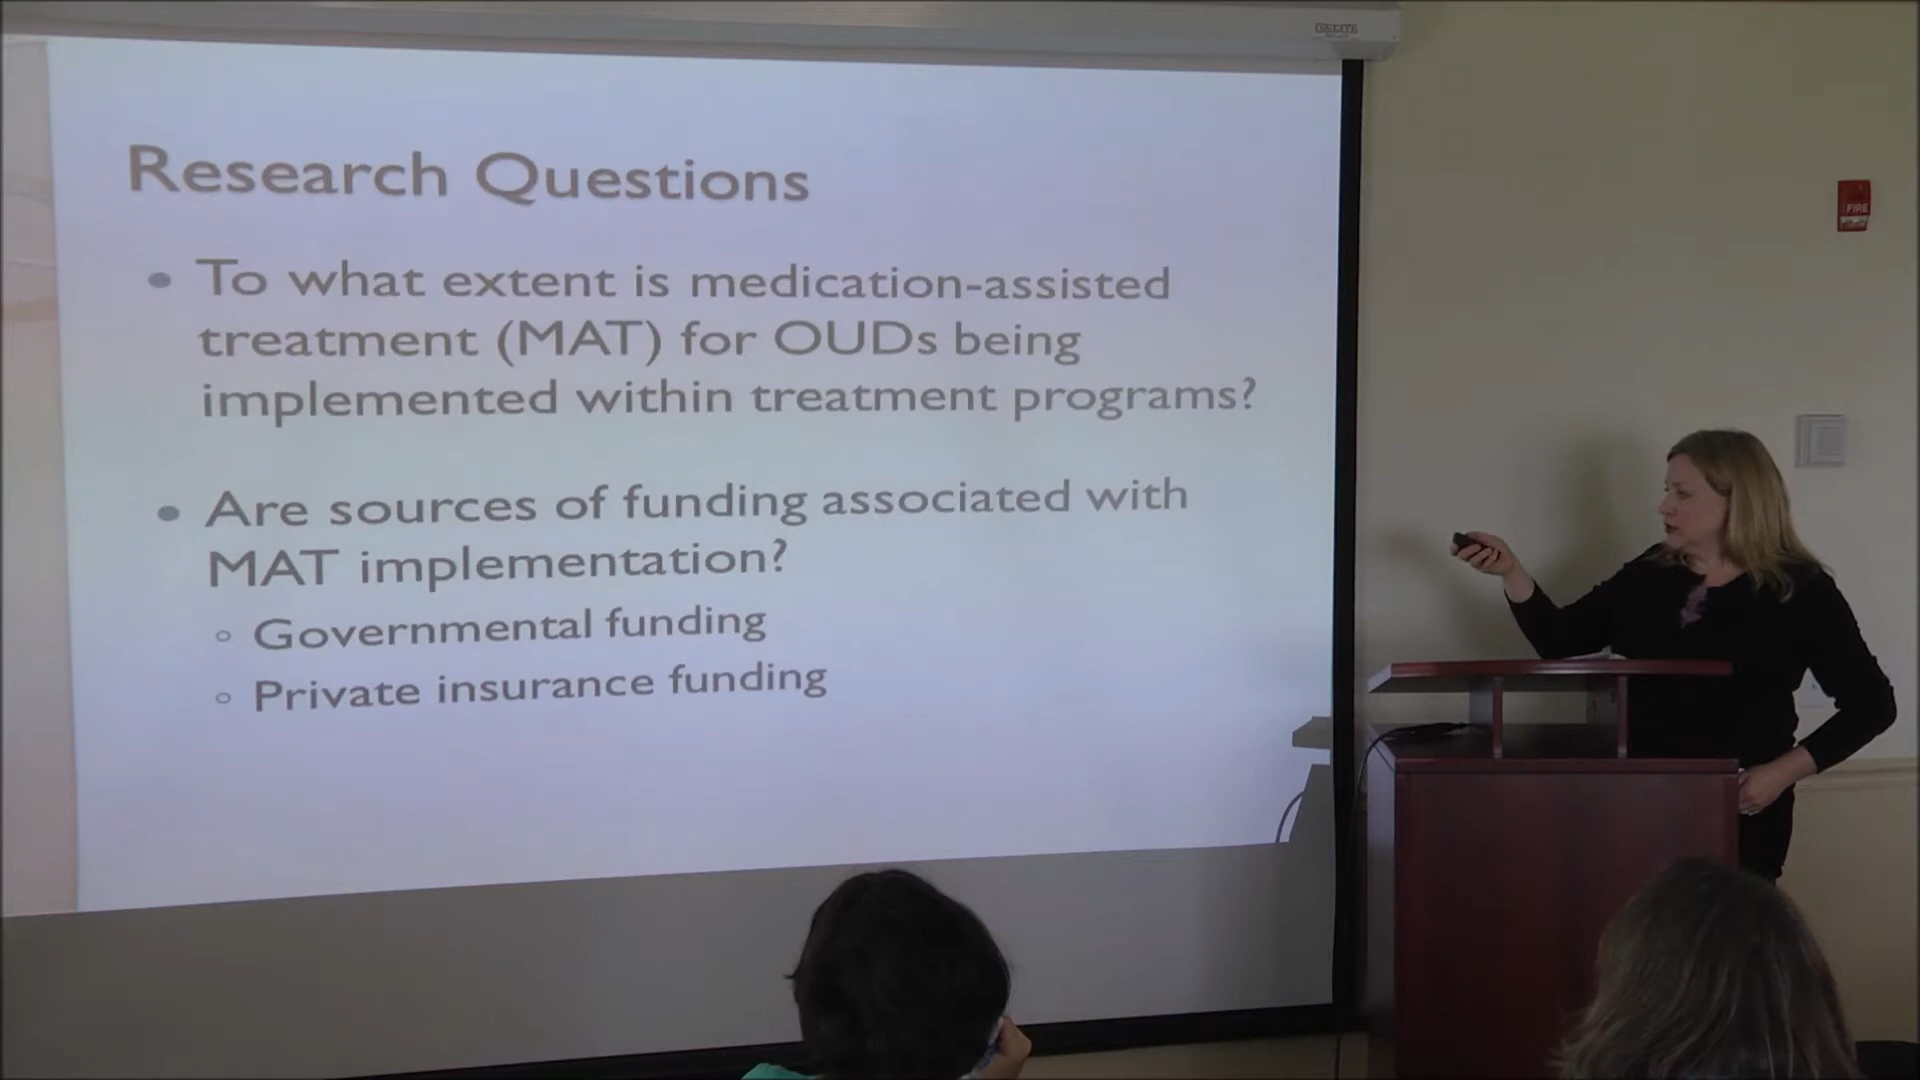 Research Questions
• To what extent is medication-assisted
treatment (MAT) for OUDs being
implemented within treatment programs?
• Are sources of funding associated with
MAT implementation?
○ Governmental funding
○ Private insurance funding
FIRE